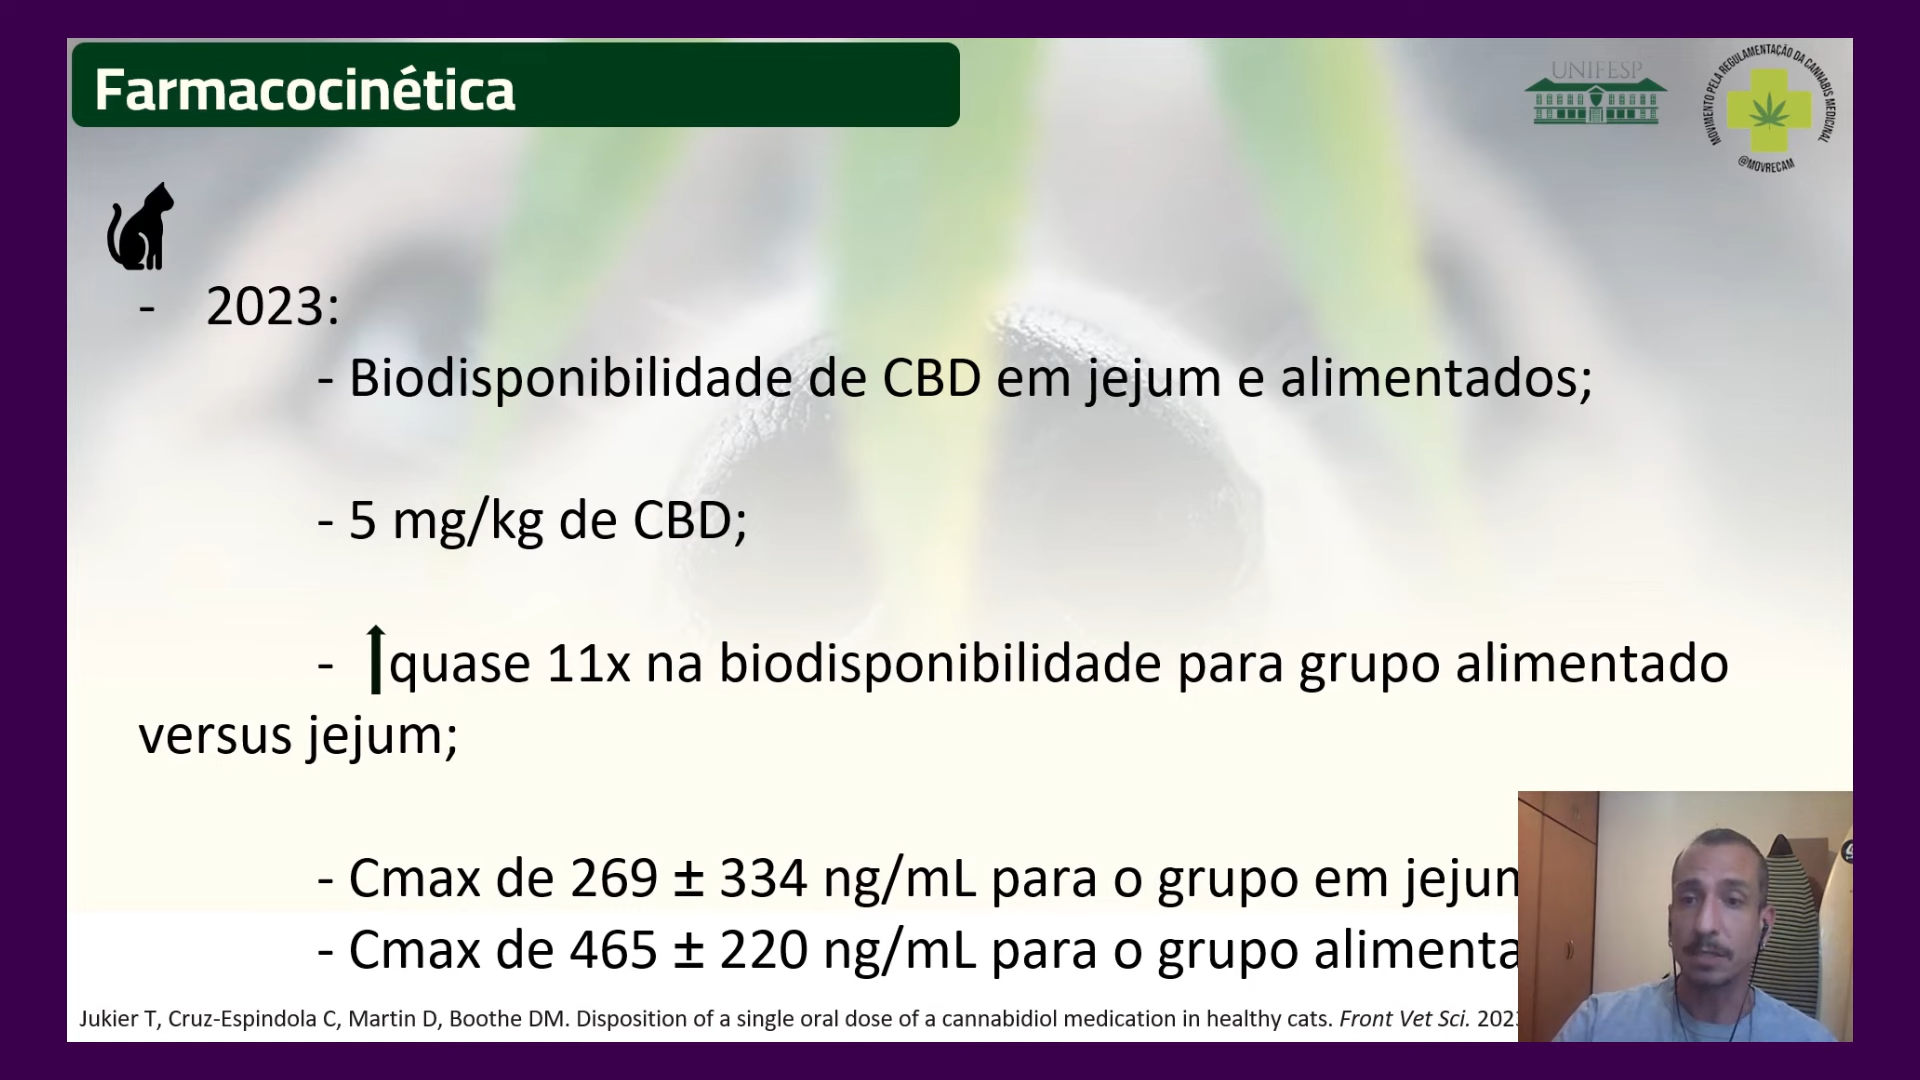 Farmacocinética
UNIFESP
MOVIMENTO PELA REGULAMENTAÇÃO DA CANNABIS MEDICINAL
@MOVRECAM
- 2023:
- Biodisponibilidade de CBD em jejum e alimentados;
- 5 mg/kg de CBD;
- quase 11x na biodisponibilidade para grupo alimentado
versus jejum;
- Cmax de 269 ± 334 ng/mL para o grupo em
- Cmax de 465 ± 220 ng/mL para o grupo
Jukier T, Cruz-Espindola C, Martin D, Boothe DM. Disposition of a single oral dose of a cannabidiol medication in healthy cats. Front Vet Sci.